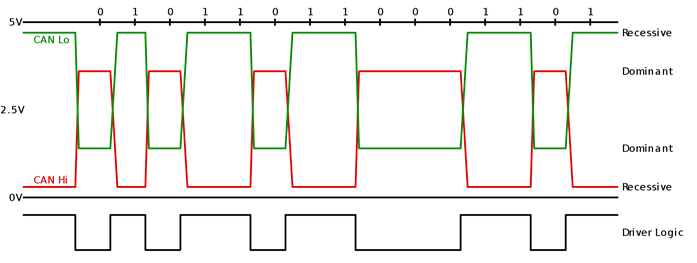 0 1 0 1 1 0 1 1 0 0 0 1 1 0 1
5V
CAN Lo
Recessive
Dominant
2.5V
Dominant
CAN Hi
Recessive
0V
Driver Logic